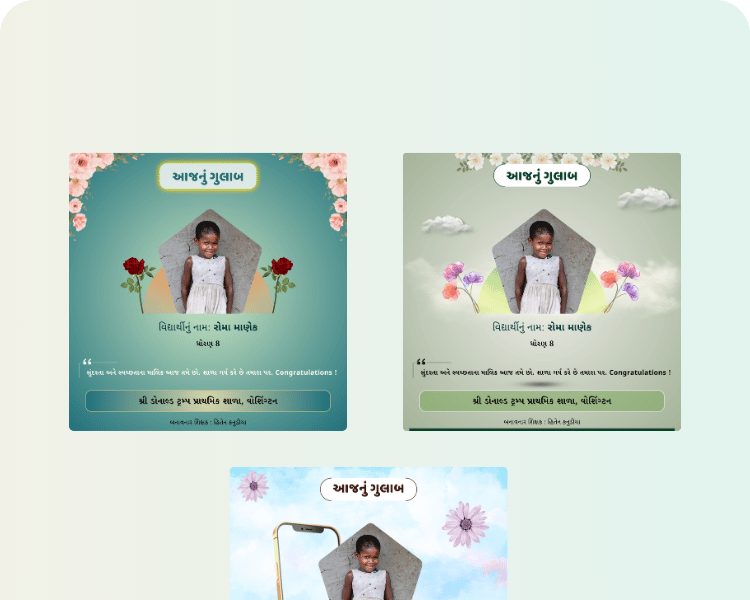 આજનું ગુલાબ
વિદ્યાર્થીનું નામ: રોમા માણેક
ધોરણ 8
“ સુંદરતા અને સ્વચ્છતાના માલિક આજ તમે છો. શાળા ગર્વ કરે છે તમારા પર. Congratulations !
શ્રી ડોનાલ્ડ ટ્રમ્પ પ્રાથમિક શાળા, વોશિંગ્ટન
બનાવનાર શિક્ષક : હિતેન કનુડીયા
આજનું ગુલાબ
વિદ્યાર્થીનું નામ: રોમા માણેક
ધોરણ 8
“ સુંદરતા અને સ્વચ્છતાના માલિક આજ તમે છો. શાળા ગર્વ કરે છે તમારા પર. Congratulations !
શ્રી ડોનાલ્ડ ટ્રમ્પ પ્રાથમિક શાળા, વોશિંગ્ટન
બનાવનાર શિક્ષક : હિતેન કનુડીયા
આજનું ગુલાબ